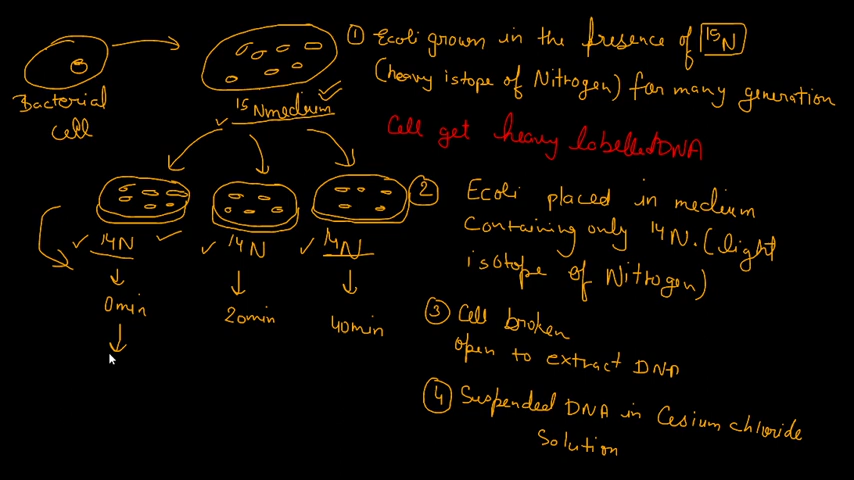 ① Ecoli grown in the presence of 15N
(heavy istope of Nitrogen) for many generation
Bacterial
cell
15 Nmedium
Cell get heavy labelled DNA
② Ecoli placed in medium
Containing only 14N. (light
isotope of Nitrogen)
14N 14N 14N
0min 20min 40min
③ Cell broken
open to extract DNA
④ Suspended DNA in Cesium chloride
Solution